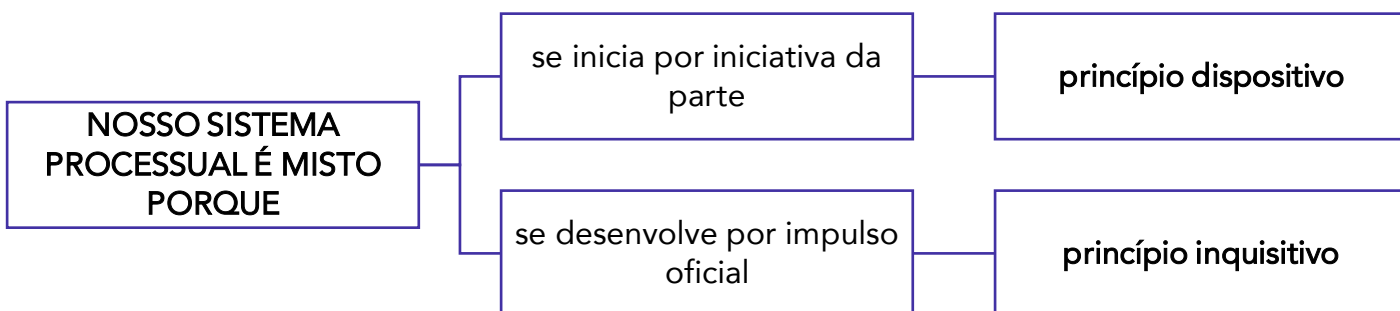 NOSSO SISTEMA
PROCESSUAL É MISTO
PORQUE
se inicia por iniciativa da
parte
princípio dispositivo
se desenvolve por impulso
oficial
princípio inquisitivo